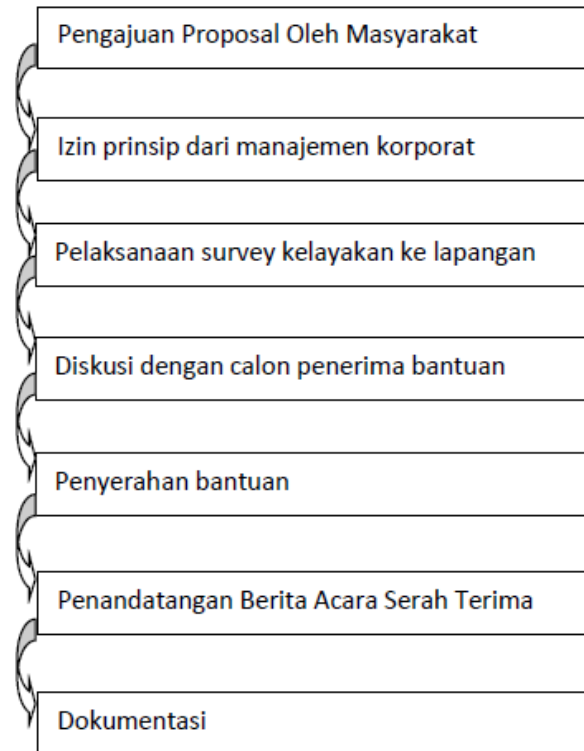 Pengajuan Proposal Oleh Masyarakat
Izin prinsip dari manajemen korporat
Pelaksanaan survey kelayakan ke lapangan
Diskusi dengan calon penerima bantuan
Penyerahan bantuan
Penandatangan Berita Acara Serah Terima
Dokumentasi